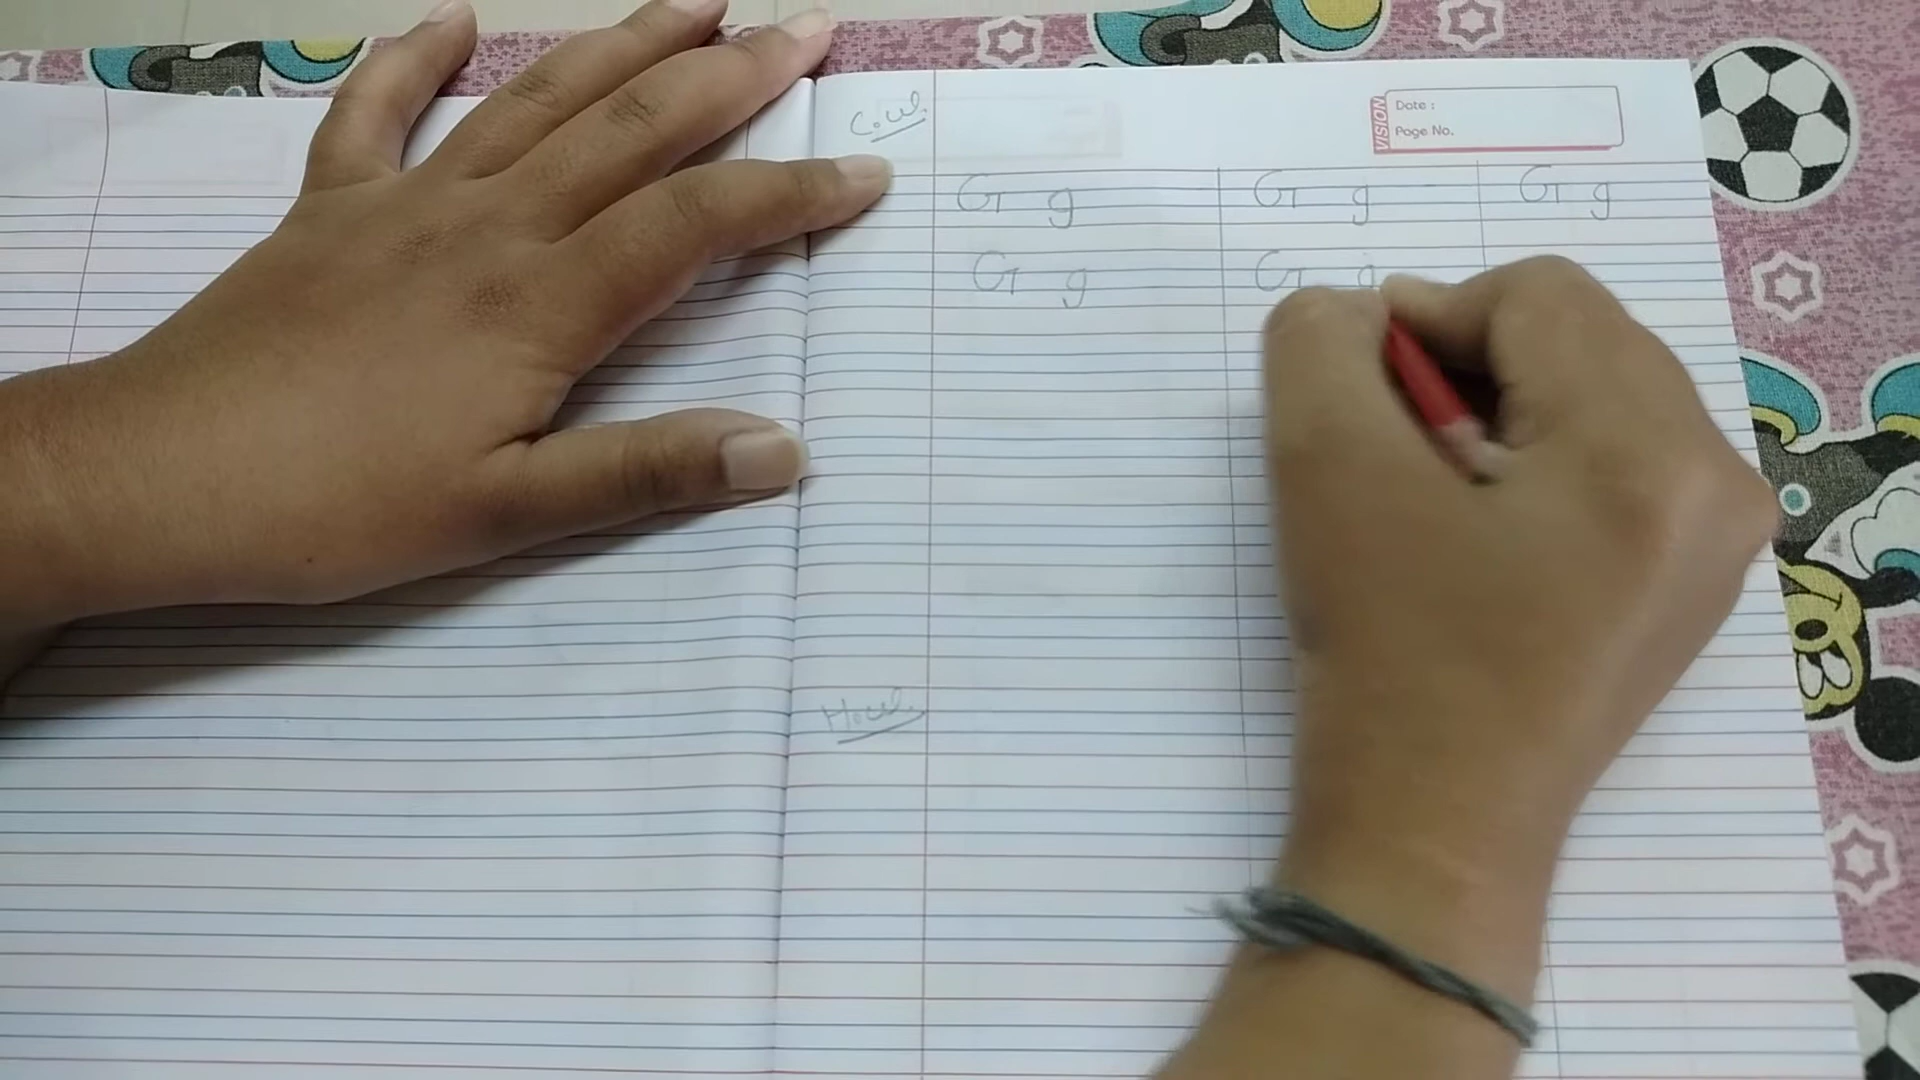 C.W.
VISION
Date :
Page No.
G g G g G g
G g G g
H.W.